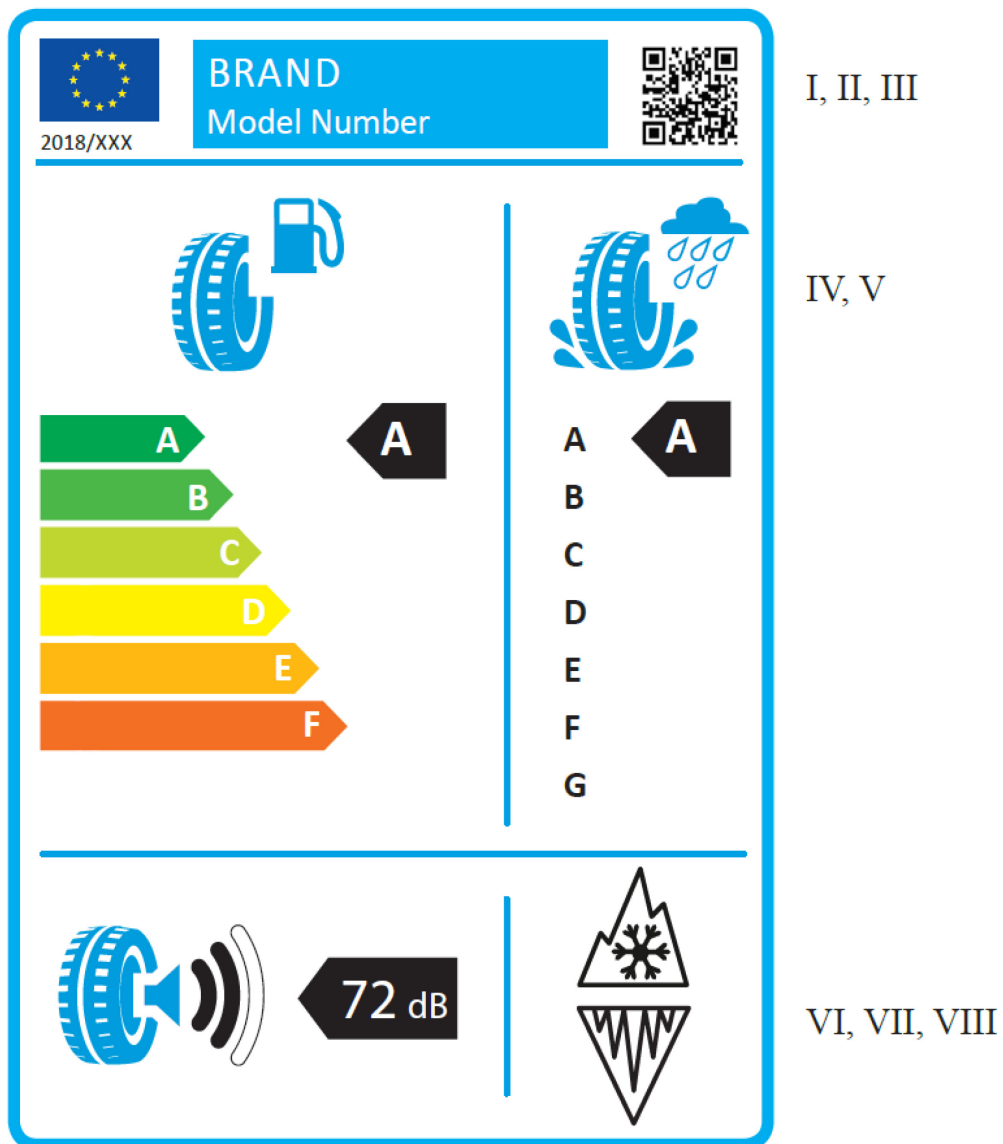 BRAND
Model Number
2018/XXX
I, II, III
IV, V
A
B
C
D
E
F
A
A
B
C
D
E
F
G
A
72 dB
VI, VII, VIII